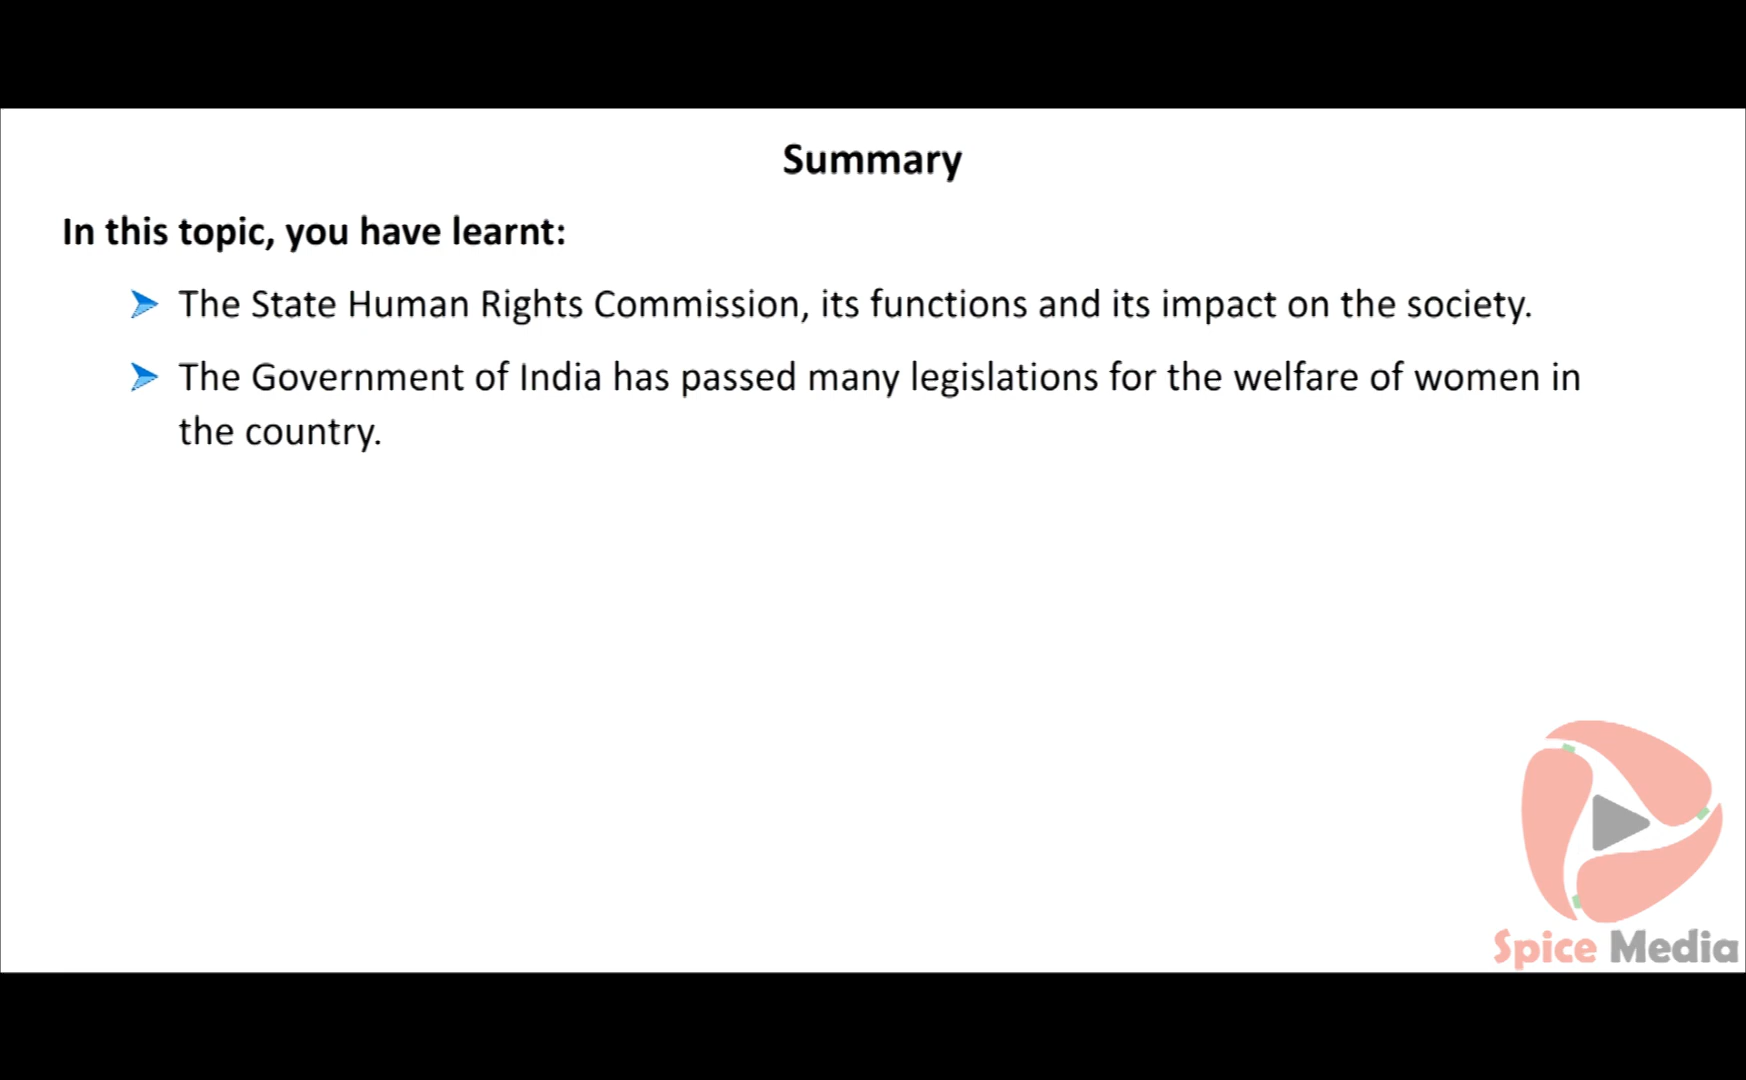 Summary
In this topic, you have learnt:
The State Human Rights Commission, its functions and its impact on the society.
The Government of India has passed many legislations for the welfare of women in
the country.
Spice Media